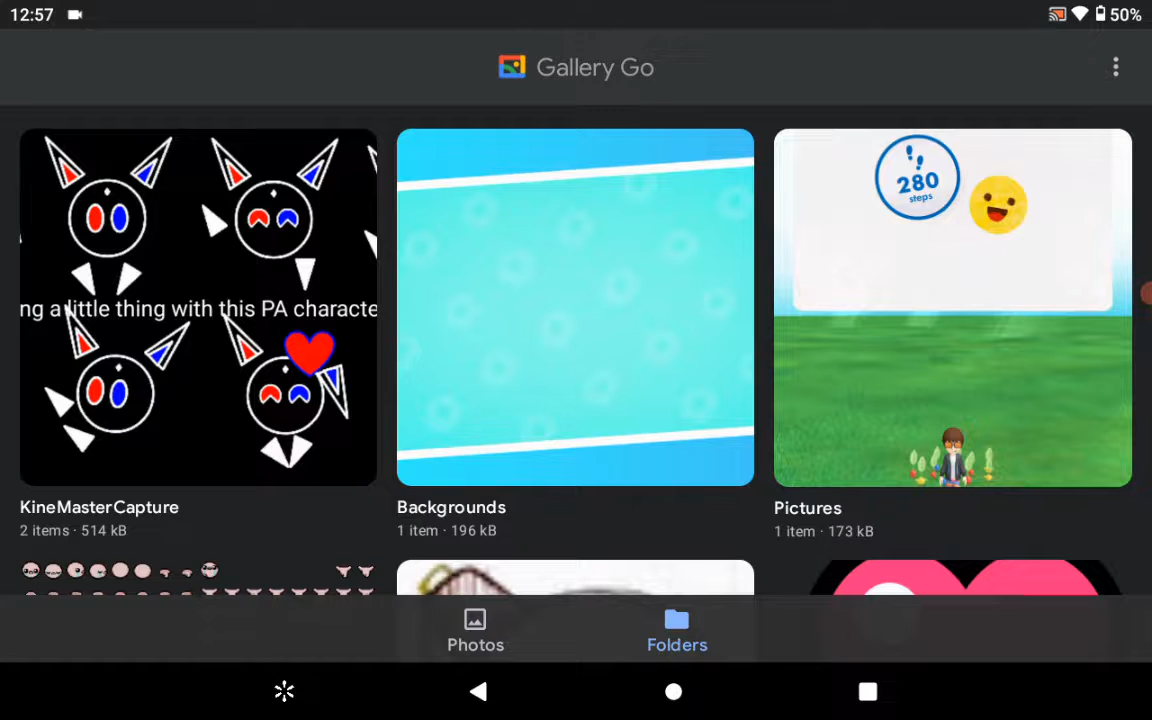 12:57
50%
Gallery Go
280
steps
ng a little thing with this PA characte
KineMasterCapture
2 items · 514 kB
Backgrounds
1 item · 196 kB
Pictures
1 item · 173 kB
Photos
Folders